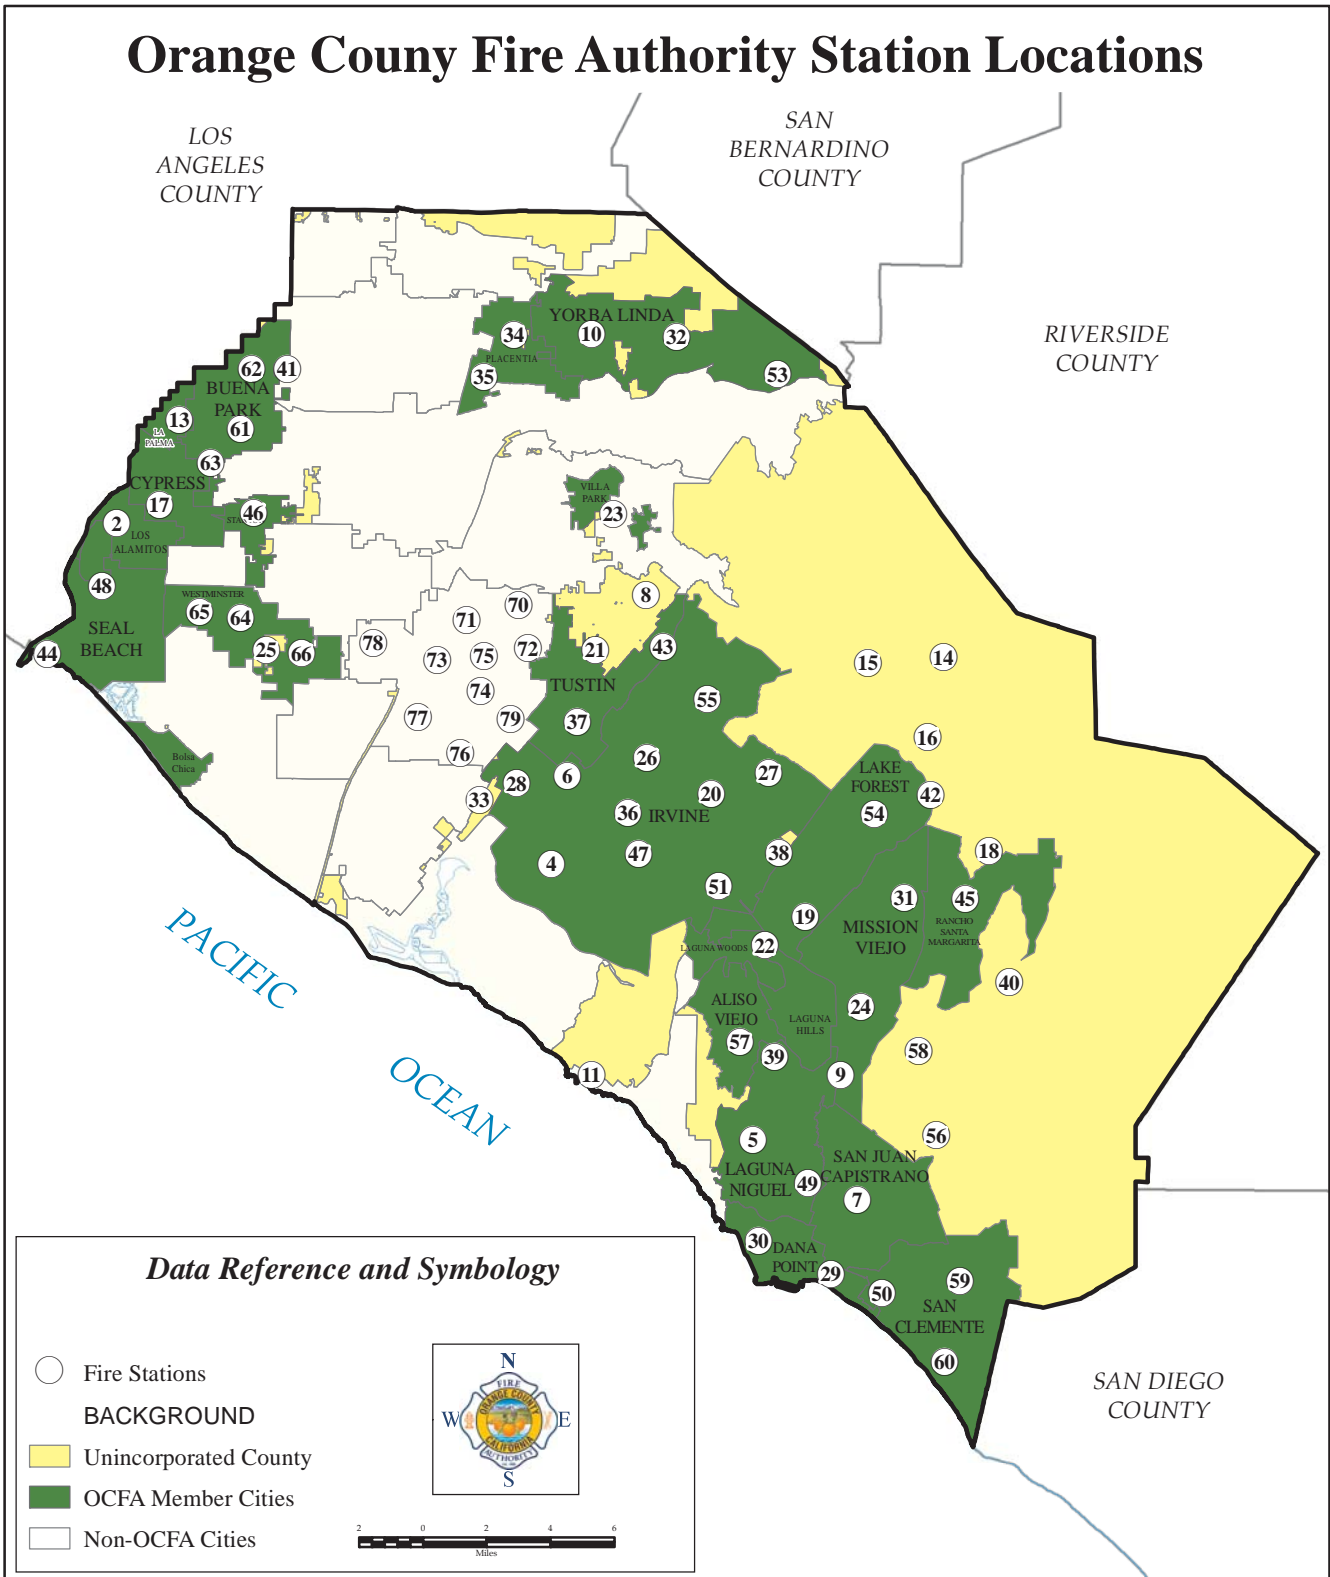 Orange Couny Fire Authority Station Locations
LOS
ANGELES
COUNTY
SAN
BERNARDINO
COUNTY
RIVERSIDE
COUNTY
YORBA LINDA
34
10
32
PLACENTIA
35
53
62
41
BUENA
PARK
13
61
LA
PALMA
63
CYPRESS
17
46
2
LOS
ALAMITOS
VILLA
PARK
23
48
WESTMINSTER
65
64
SEAL
BEACH
44
25
66
78
71
70
8
73
75
72
21
43
74
TUSTIN
55
77
79
37
15
14
16
Bolsa
Chica
76
26
27
28
6
LAKE
FOREST
33
20
42
36
IRVINE
54
4
47
38
18
51
31
45
19
MISSION
VIEJO
RANCHO
SANTA
MARGARITA
LAGUNA WOODS
22
40
ALISO
VIEJO
LAGUNA
HILLS
24
57
39
58
11
9
5
56
LAGUNA
NIGUEL
49
SAN JUAN
CAPISTRANO
7
30
DANA
POINT
29
50
59
SAN
CLEMENTE
60
PACIFIC
OCEAN
SAN DIEGO
COUNTY
Data Reference and Symbology
Fire Stations
BACKGROUND
Unincorporated County
OCFA Member Cities
Non-OCFA Cities
N
W
E
S
FIRE
ORANGE COUNTY
CALIFORNIA
AUTHORITY
2 0 2 4 6
Miles